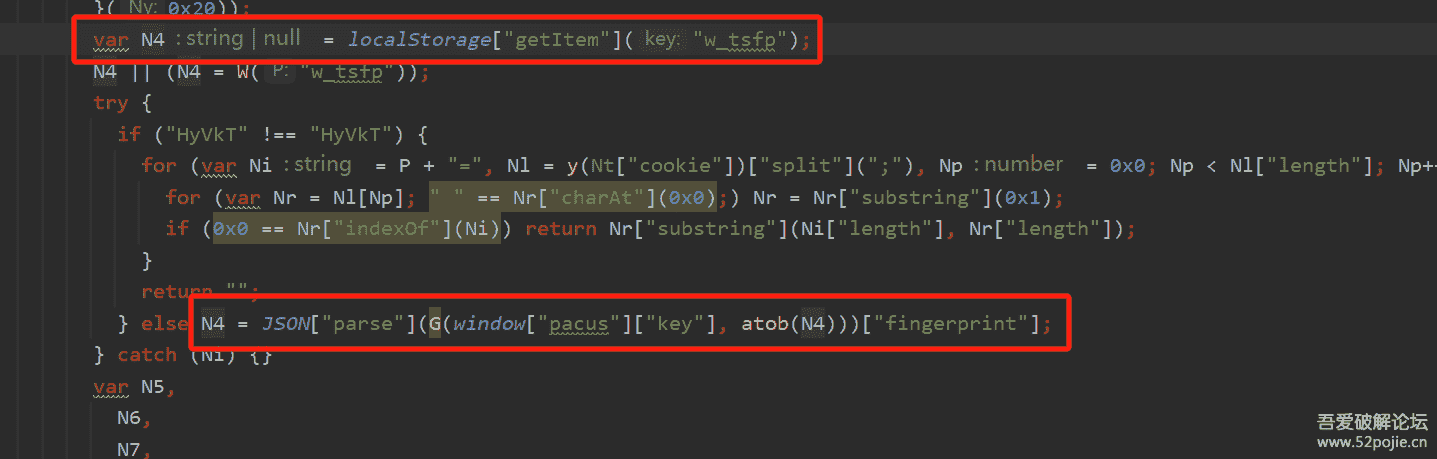 }( Ny: 0x20));
var N4 : string | null = localStorage["getItem"]( key: "w_tsfp");
N4 || (N4 = W( P: "w_tsfp"));
try {
if ("HyVkT" !== "HyVkT") {
for (var Ni : string = P + "=", Nl = y(Nt["cookie"])["split"](";"), Np : number = 0x0; Np < Nl["length"]; Np++
for (var Nr = Nl[Np]; " " == Nr["charAt"](0x0);) Nr = Nr["substring"](0x1);
if (0x0 == Nr["indexOf"](Ni)) return Nr["substring"](Ni["length"], Nr["length"]);
}
return "";
} else N4 = JSON["parse"](G(window["pacus"]["key"], atob(N4)))["fingerprint"];
} catch (Ni) {}
var N5,
N6,
N7,
吾爱破解论坛
www.52pojie.cn